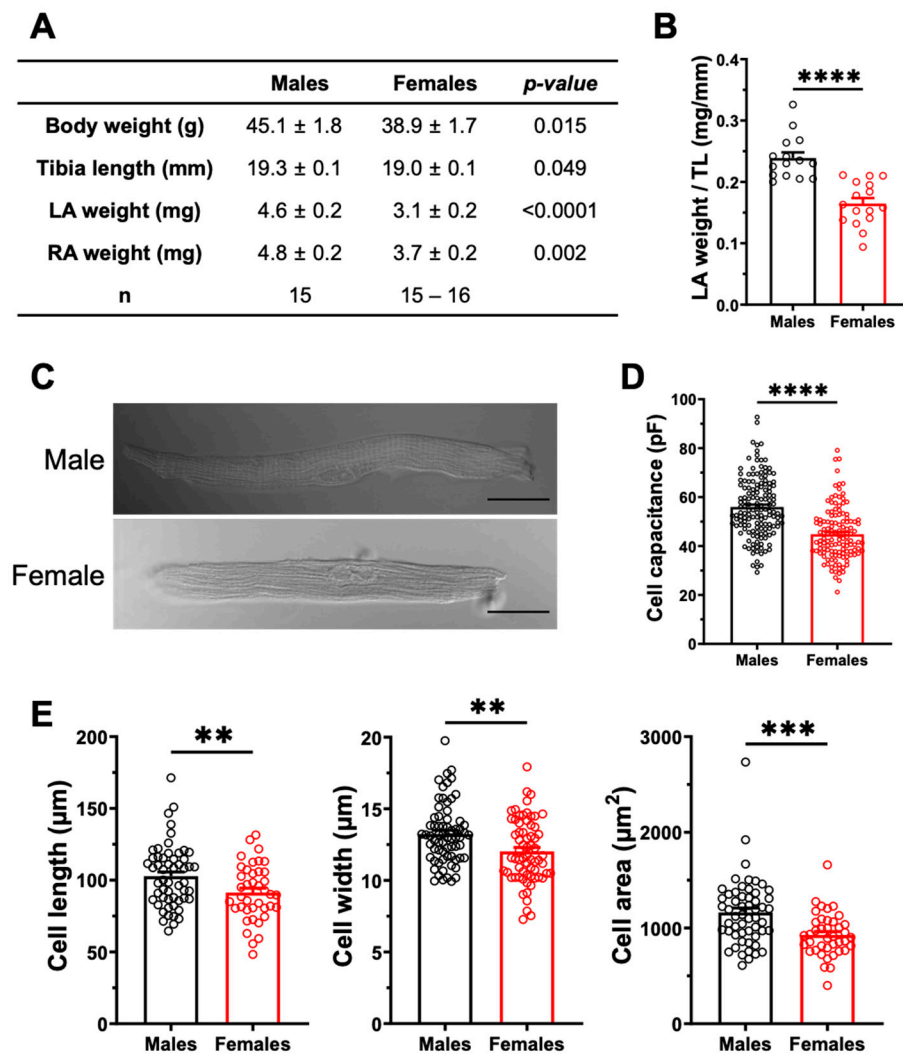 A
Males Females p-value
Body weight (g) 45.1 ± 1.8 38.9 ± 1.7 0.015
Tibia length (mm) 19.3 ± 0.1 19.0 ± 0.1 0.049
LA weight (mg) 4.6 ± 0.2 3.1 ± 0.2 <0.0001
RA weight (mg) 4.8 ± 0.2 3.7 ± 0.2 0.002
n 15 15 – 16
B
LA weight / TL (mg/mm)
0.4
0.3
0.2
0.1
0.0
****
Males Females
C
Male
Female
D
Cell capacitance (pF)
100
80
60
40
20
0
****
Males Females
E
Cell length (µm)
200
150
100
50
0
**
Males Females
Cell width (µm)
20
15
10
5
0
**
Males Females
Cell area (µm²)
3000
2000
1000
0
***
Males Females